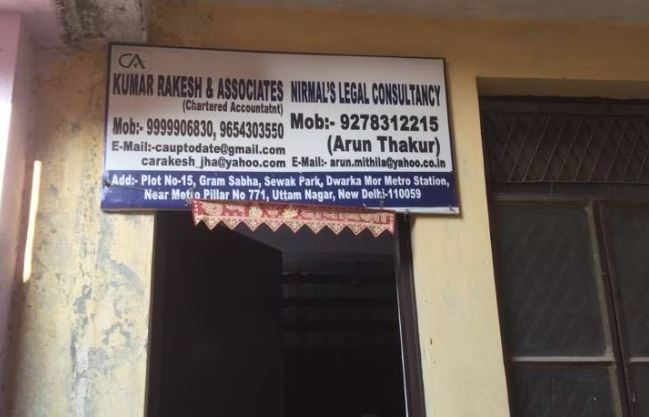 CA
KUMAR RAKESH & ASSOCIATES
(Chartered Accountatnt)
Mob:- 9999906830, 9654303550
E-Mail:-cauptodate@gmail.com
carakesh_jha@yahoo.com
NIRMAL'S LEGAL CONSULTANCY
Mob:- 9278312215
(Arun Thakur)
E-Mail:- arun.mithila@yahoo.co.in
Add:- Plot No-15, Gram Sabha, Sewak Park, Dwarka Mor Metro Station,
Near Metro Pillar No 771, Uttam Nagar, New Delhi-110059